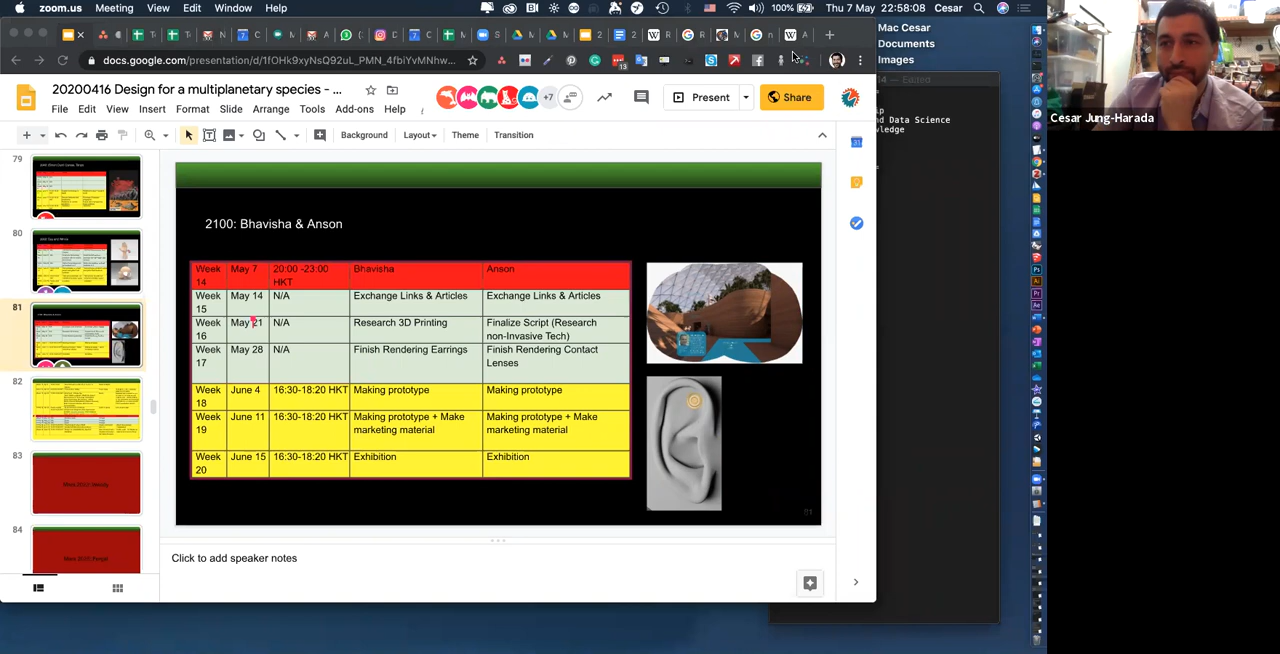 zoom.us Meeting View Edit Window Help
100% Thu 7 May 22:58:08 Cesar
docs.google.com/presentation/d/1fOHk9xyNsQ92uL_PMN_4fbiYvMNhw...
13
20200416 Design for a multiplanetary species - ...
File Edit View Insert Format Slide Arrange Tools Add-ons Help
+7
Present
Share
Background Layout Theme Transition
79
80
81
82
83
84
2100: Bhavisha & Anson
Week 14 May 7 20:00 -23:00 HKT Bhavisha Anson
Week 15 May 14 N/A Exchange Links & Articles Exchange Links & Articles
Week 16 May 21 N/A Research 3D Printing Finalize Script (Research non-Invasive Tech)
Week 17 May 28 N/A Finish Rendering Earrings Finish Rendering Contact Lenses
Week 18 June 4 16:30-18:20 HKT Making prototype Making prototype
Week 19 June 11 16:30-18:20 HKT Making prototype + Make marketing material Making prototype + Make marketing material
Week 20 June 15 16:30-18:20 HKT Exhibition Exhibition
81
Click to add speaker notes
Mac Cesar
Documents
Images
and Data Science
Cesar Jung-Harada